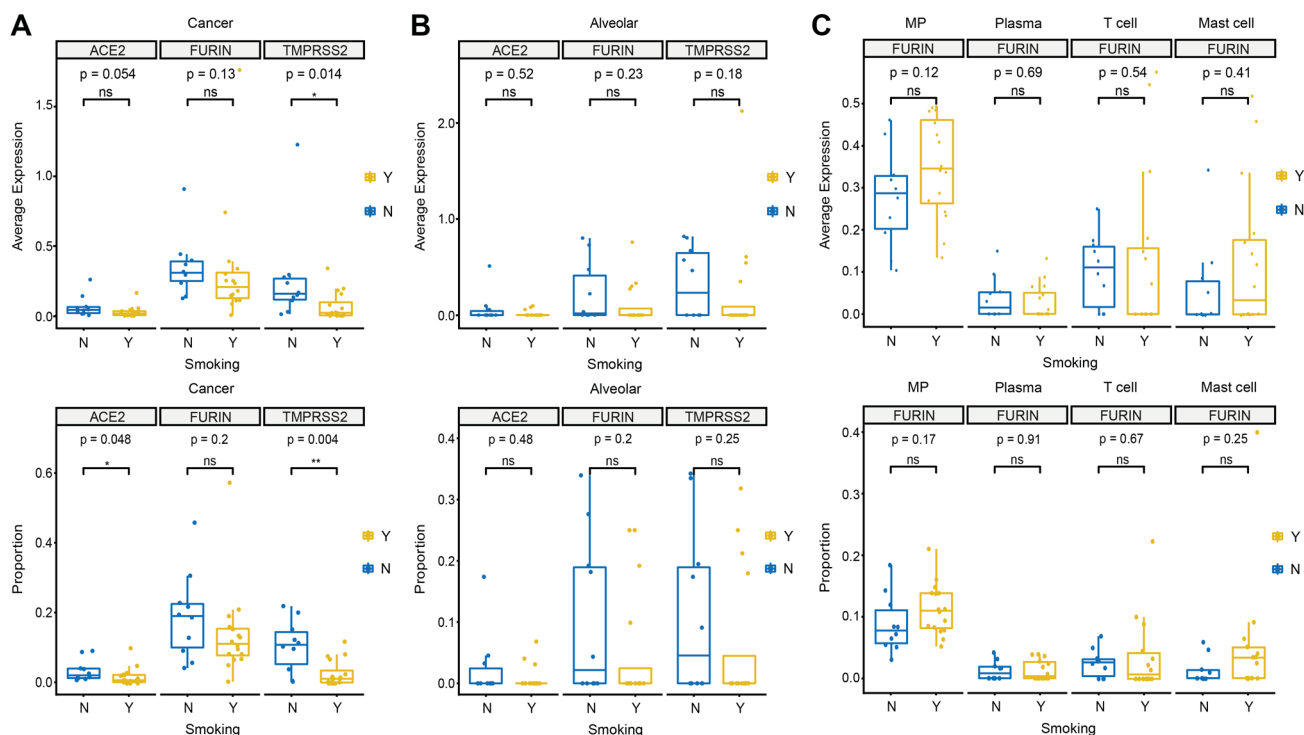 A
Cancer
ACE2 FURIN TMPRSS2
p = 0.054 p = 0.13 p = 0.014
ns ns *
1.5
1.0
0.5
0.0
Average Expression
N Y N Y N Y
Smoking
Y
N
B
Alveolar
ACE2 FURIN TMPRSS2
p = 0.52 p = 0.23 p = 0.18
ns ns ns
2.0
1.0
0.0
Average Expression
N Y N Y N Y
Smoking
Y
N
C
MP Plasma T cell Mast cell
FURIN FURIN FURIN FURIN
p = 0.12 p = 0.69 p = 0.54 p = 0.41
ns ns ns ns
0.5
0.4
0.3
0.2
0.1
0.0
Average Expression
N Y N Y N Y N Y
Smoking
Y
N
Cancer
ACE2 FURIN TMPRSS2
p = 0.048 p = 0.2 p = 0.004
* ns **
0.6
0.4
0.2
0.0
Proportion
N Y N Y N Y
Smoking
Y
N
Alveolar
ACE2 FURIN TMPRSS2
p = 0.48 p = 0.2 p = 0.25
ns ns ns
0.4
0.3
0.2
0.1
0.0
Proportion
N Y N Y N Y
Smoking
Y
N
MP Plasma T cell Mast cell
FURIN FURIN FURIN FURIN
p = 0.17 p = 0.91 p = 0.67 p = 0.25
ns ns ns ns
0.4
0.3
0.2
0.1
0.0
Proportion
N Y N Y N Y N Y
Smoking
Y
N